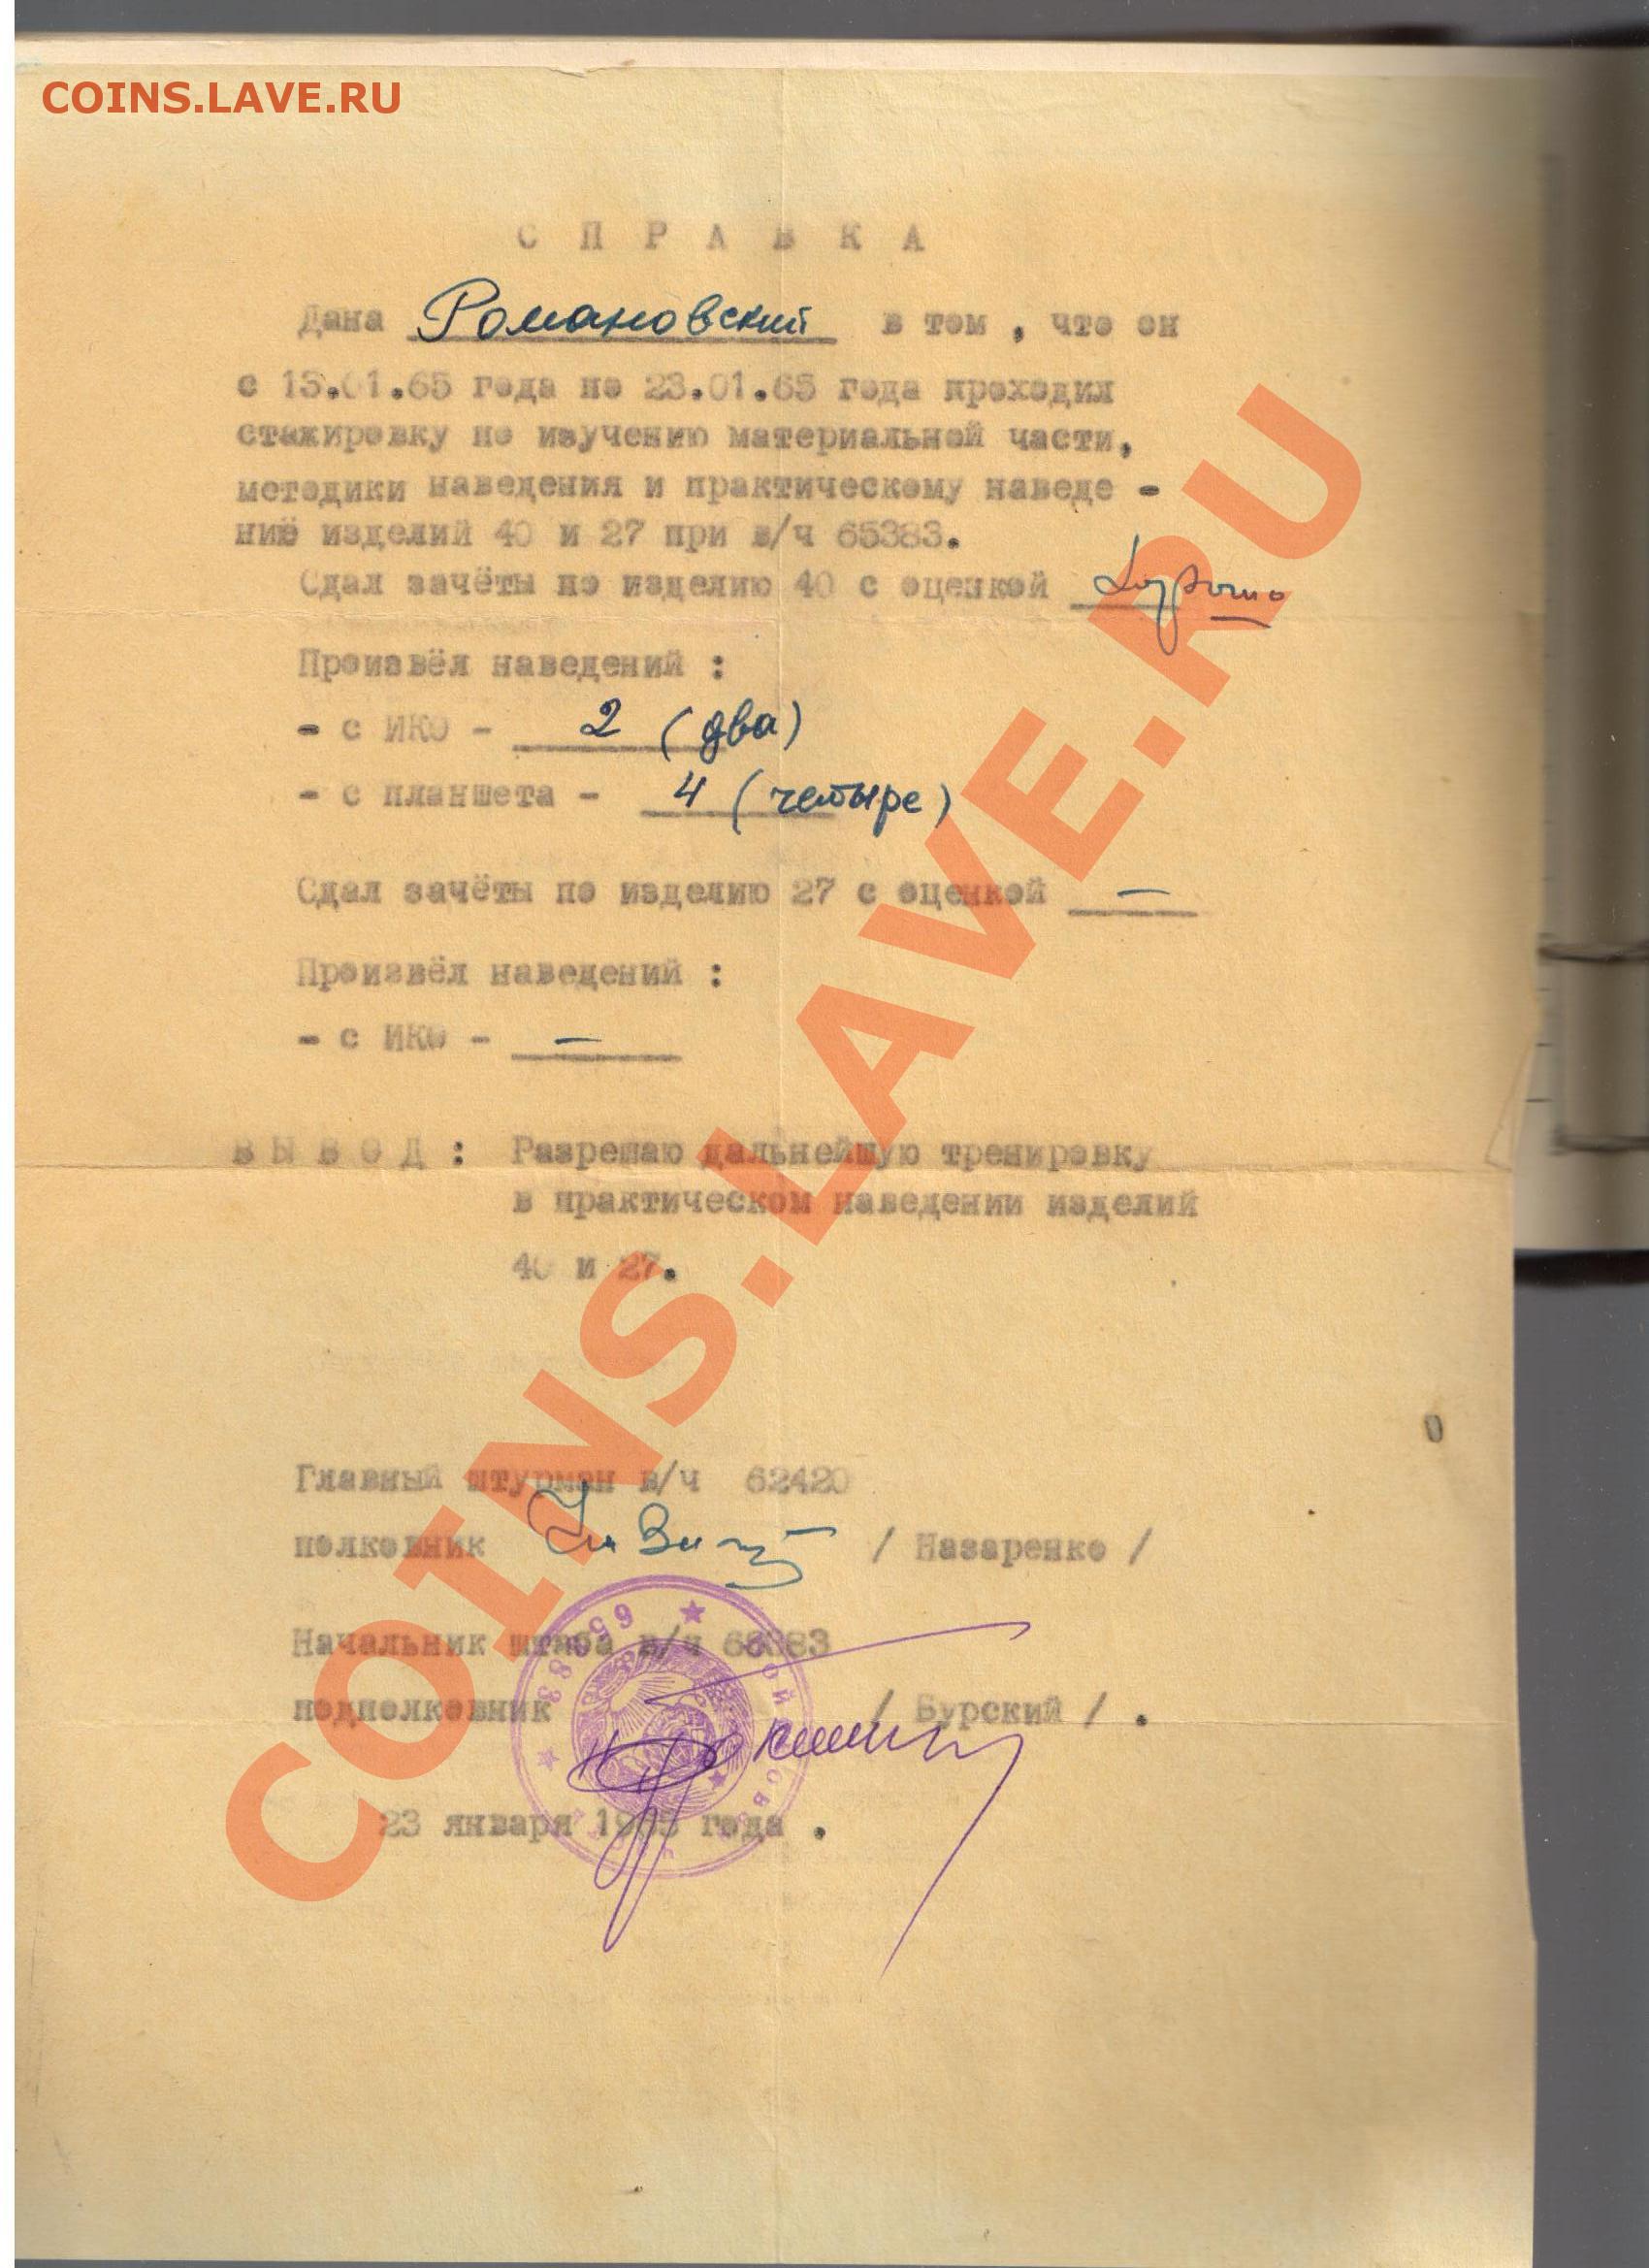 COINS.LAVE.RU
СПРАВКА
Дана Романовский в том , что он
с 13.01.65 года по 23.01.65 года проходил
стажировку по изучению материальной части,
методики наведения и практическому наведе -
ние изделий 40 и 27 при в/ч 65383.
Сдал зачёты по изделию 40 с оценкой хорошо
Произвёл наведений :
- с ИКО - 2 (два)
- с планшета - 4 (четыре)
Сдал зачёты по изделию 27 с оценкой –
Произвёл наведений :
- с ИКО - –
ВЫВОД : Разрешаю дальнейшую тренировку
в практическом наведении изделий
40 и 27.
Главный штурман в/ч 62420
полковник / Назаренко /
Начальник штаба в/ч 65383
подполковник / Бурский / .
23 января 1965 года .
65383
COINS.LAVE.RU